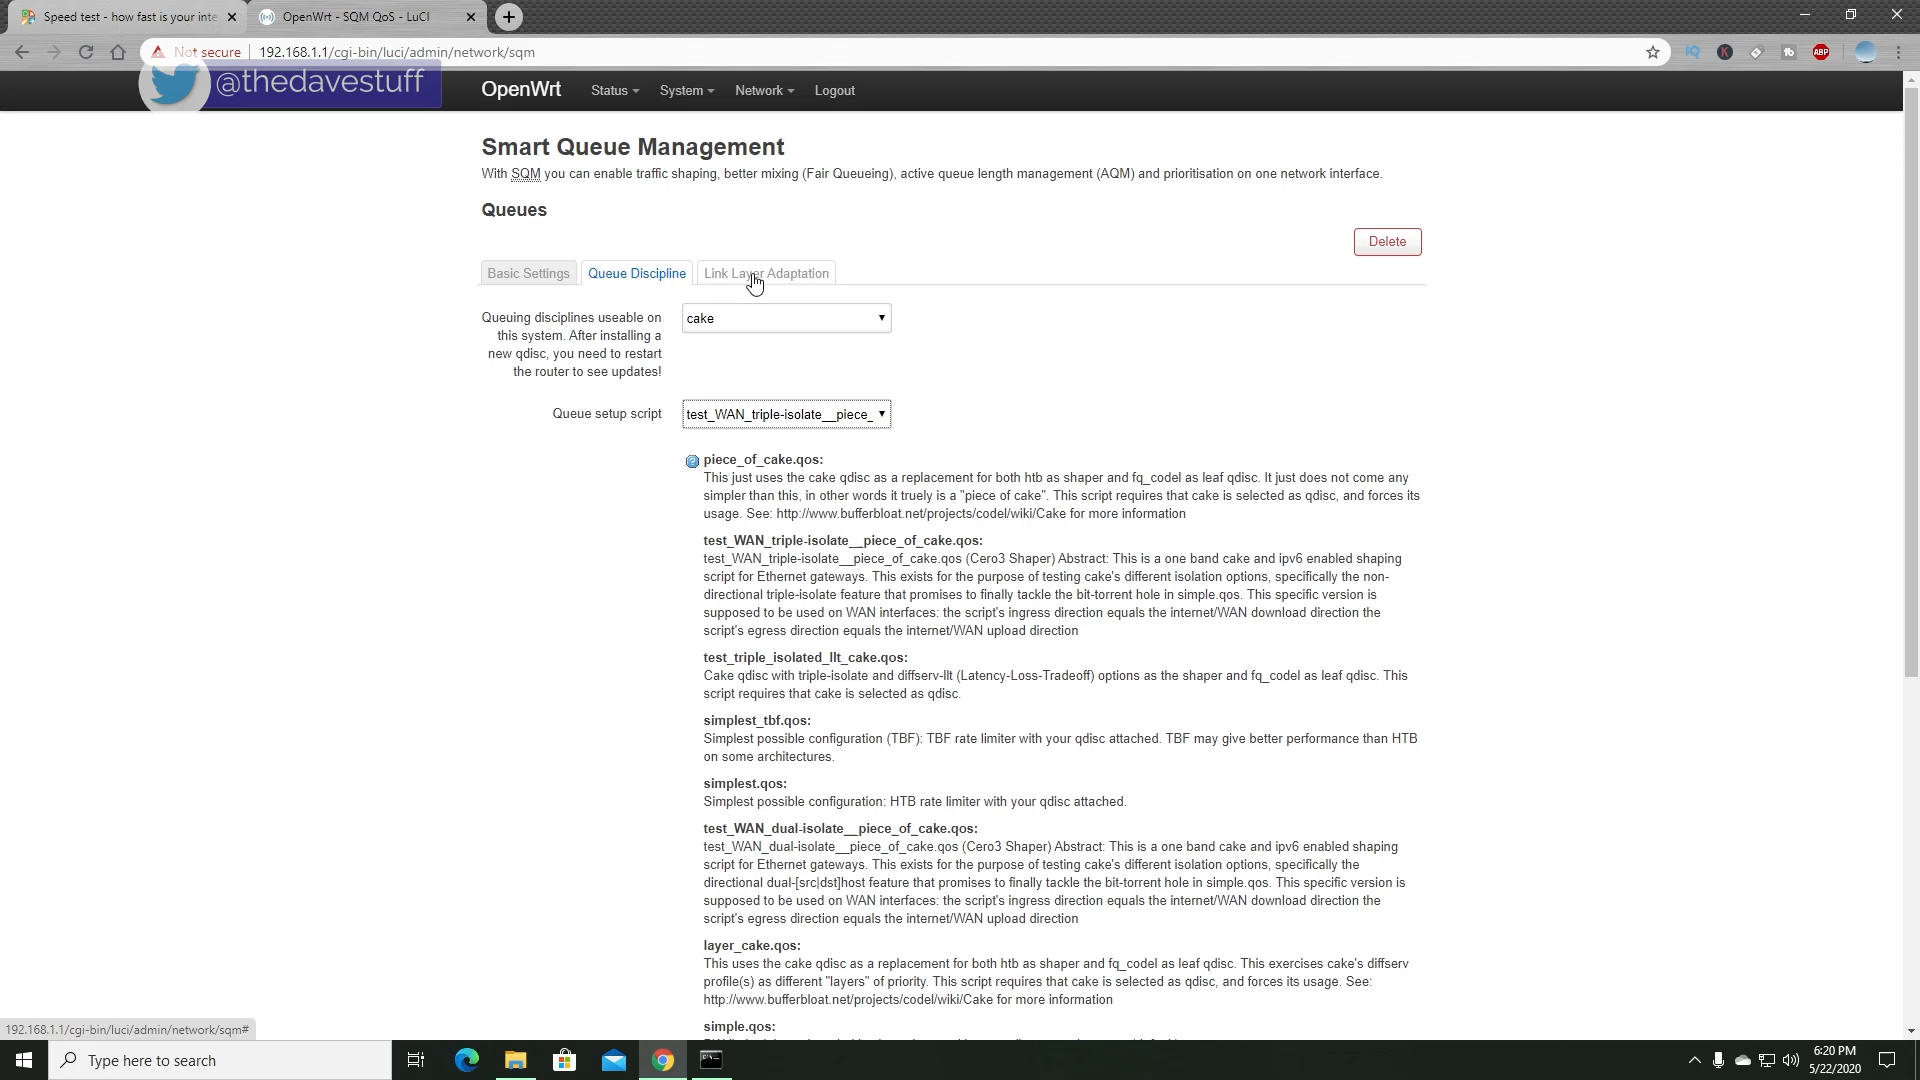 Speed test - how fast is your inte
OpenWrt - SQM QoS - LuCI
Not secure
192.168.1.1/cgi-bin/luci/admin/network/sqm
ABP
@thedavestuff
OpenWrt
Status
System
Network
Logout
Smart Queue Management
With SQM you can enable traffic shaping, better mixing (Fair Queueing), active queue length management (AQM) and prioritisation on one network interface.
Queues
Delete
Basic Settings
Queue Discipline
Link Layer Adaptation
Queuing disciplines useable on
this system. After installing a
new qdisc, you need to restart
the router to see updates!
cake
Queue setup script
test_WAN_triple-isolate__piece_
piece_of_cake.qos:
This just uses the cake qdisc as a replacement for both htb as shaper and fq_codel as leaf qdisc. It just does not come any
simpler than this, in other words it truely is a "piece of cake". This script requires that cake is selected as qdisc, and forces its
usage. See: http://www.bufferbloat.net/projects/codel/wiki/Cake for more information
test_WAN_triple-isolate__piece_of_cake.qos:
test_WAN_triple-isolate__piece_of_cake.qos (Cero3 Shaper) Abstract: This is a one band cake and ipv6 enabled shaping
script for Ethernet gateways. This exists for the purpose of testing cake's different isolation options, specifically the non-
directional triple-isolate feature that promises to finally tackle the bit-torrent hole in simple.qos. This specific version is
supposed to be used on WAN interfaces: the script's ingress direction equals the internet/WAN download direction the
script's egress direction equals the internet/WAN upload direction
test_triple_isolated_llt_cake.qos:
Cake qdisc with triple-isolate and diffserv-llt (Latency-Loss-Tradeoff) options as the shaper and fq_codel as leaf qdisc. This
script requires that cake is selected as qdisc.
simplest_tbf.qos:
Simplest possible configuration (TBF): TBF rate limiter with your qdisc attached. TBF may give better performance than HTB
on some architectures.
simplest.qos:
Simplest possible configuration: HTB rate limiter with your qdisc attached.
test_WAN_dual-isolate__piece_of_cake.qos:
test_WAN_dual-isolate__piece_of_cake.qos (Cero3 Shaper) Abstract: This is a one band cake and ipv6 enabled shaping
script for Ethernet gateways. This exists for the purpose of testing cake's different isolation options, specifically the
directional dual-[src|dst]host feature that promises to finally tackle the bit-torrent hole in simple.qos. This specific version is
supposed to be used on WAN interfaces: the script's ingress direction equals the internet/WAN download direction the
script's egress direction equals the internet/WAN upload direction
layer_cake.qos:
This uses the cake qdisc as a replacement for both htb as shaper and fq_codel as leaf qdisc. This exercises cake's diffserv
profile(s) as different "layers" of priority. This script requires that cake is selected as qdisc, and forces its usage. See:
http://www.bufferbloat.net/projects/codel/wiki/Cake for more information
simple.qos:
192.168.1.1/cgi-bin/luci/admin/network/sqm#
Type here to search
6:20 PM
5/22/2020